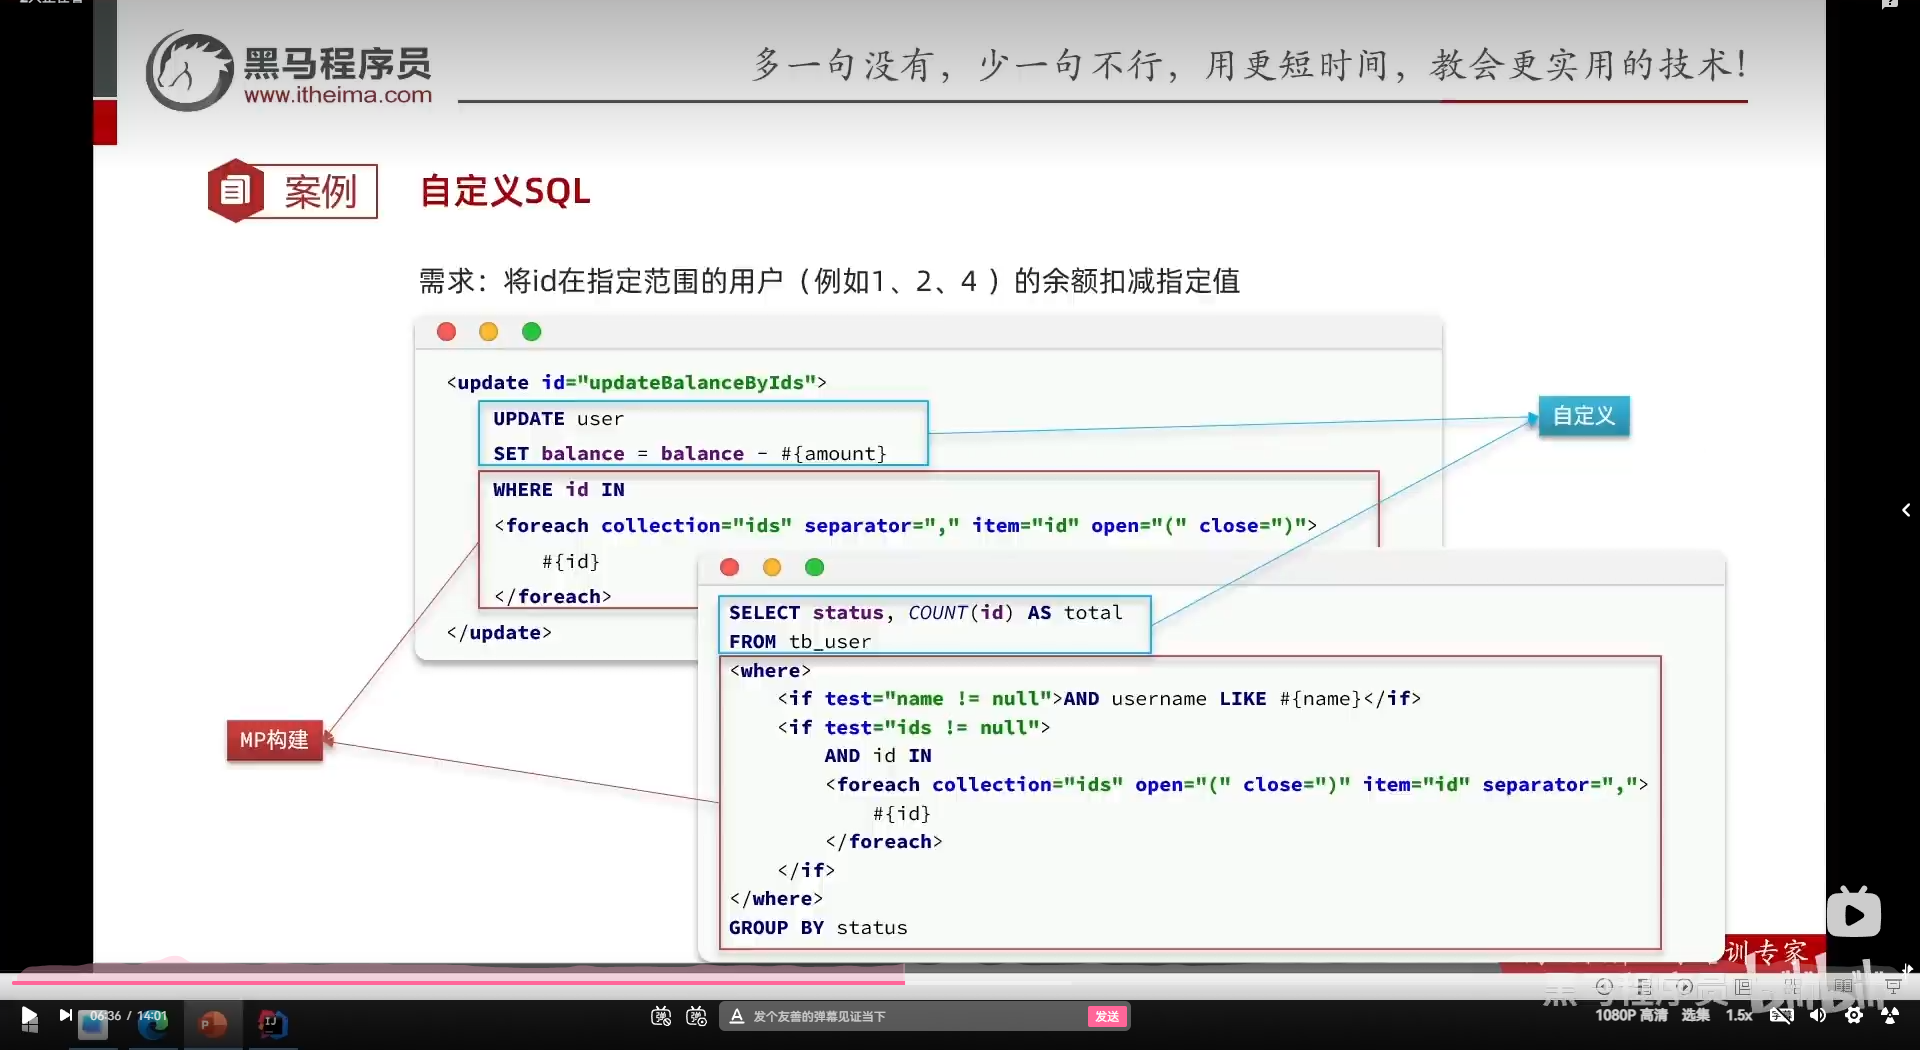 黑马程序员
www.itheima.com
多一句没有，少一句不行，用更短时间，教会更实用的技术！
案例
自定义SQL
需求：将id在指定范围的用户（例如1、2、4 ）的余额扣减指定值
<update id="updateBalanceByIds">
UPDATE user
SET balance = balance - #{amount}
WHERE id IN
<foreach collection="ids" separator="," item="id" open="(" close=")">
#{id}
</foreach>
</update>
自定义
SELECT status, COUNT(id) AS total
FROM tb_user
<where>
<if test="name != null">AND username LIKE #{name}</if>
<if test="ids != null">
AND id IN
<foreach collection="ids" open="(" close=")" item="id" separator=",">
#{id}
</foreach>
</if>
</where>
GROUP BY status
MP构建
训专家
黑马程序员
bilibili
06:36 / 14:01
发个友善的弹幕见证当下
发送
1080P 高清
选集
1.5x